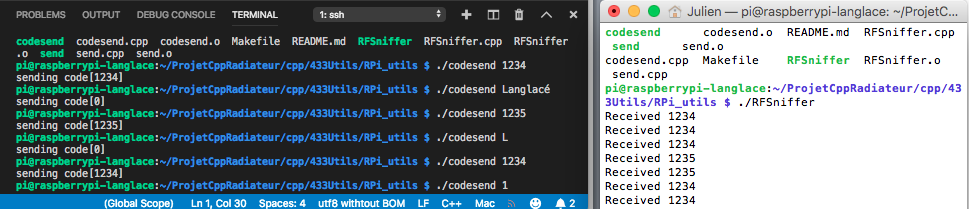 PROBLEMS OUTPUT DEBUG CONSOLE TERMINAL 1: ssh
codesend codesend.cpp codesend.o Makefile README.md RFSniffer RFSniffer.cpp RFSniffer
.o send send.cpp send.o
pi@raspberrypi-langlace:~/ProjetCppRadiateur/cpp/433Utils/RPi_utils $ ./codesend 1234
sending code[1234]
pi@raspberrypi-langlace:~/ProjetCppRadiateur/cpp/433Utils/RPi_utils $ ./codesend Langlacé
sending code[0]
pi@raspberrypi-langlace:~/ProjetCppRadiateur/cpp/433Utils/RPi_utils $ ./codesend 1235
sending code[1235]
pi@raspberrypi-langlace:~/ProjetCppRadiateur/cpp/433Utils/RPi_utils $ ./codesend L
sending code[0]
pi@raspberrypi-langlace:~/ProjetCppRadiateur/cpp/433Utils/RPi_utils $ ./codesend 1234
sending code[1234]
pi@raspberrypi-langlace:~/ProjetCppRadiateur/cpp/433Utils/RPi_utils $ ./codesend 1
(Global Scope) Ln 1, Col 30 Spaces: 4 utf8 withtout BOM LF C++ Mac 2
Julien — pi@raspberrypi-langlace: ~/ProjetC...
codesend codesend.o README.md RFSniffer.cpp
send send.o
codesend.cpp Makefile RFSniffer RFSniffer.o
send.cpp
pi@raspberrypi-langlace:~/ProjetCppRadiateur/cpp/43
3Utils/RPi_utils $ ./RFSniffer
Received 1234
Received 1234
Received 1234
Received 1235
Received 1235
Received 1234
Received 1234